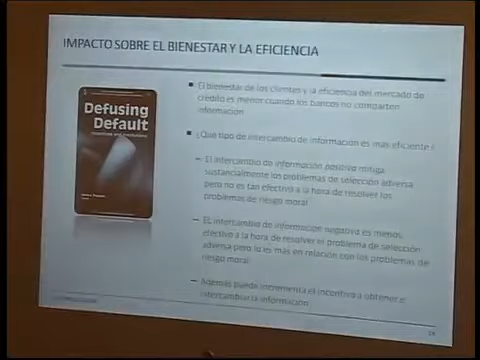 IMPACTO SOBRE EL BIENESTAR Y LA EFICIENCIA
Defusing
Default
El bienestar de los clientes y la eficiencia del mercado de
crédito es menor cuando los bancos no comparten
información
¿Qué tipo de intercambio de información es más eficiente?
El intercambio de información positiva mitiga
sustancialmente los problemas de selección adversa
pero no es tan efectivo a la hora de resolver los
problemas de riesgo moral
El intercambio de información negativa es menos
efectivo a la hora de resolver el problema de selección
adversa pero lo es más en relación con los problemas de
riesgo moral
Además puede incrementa el incentivo a obtener e
intercambiar la información